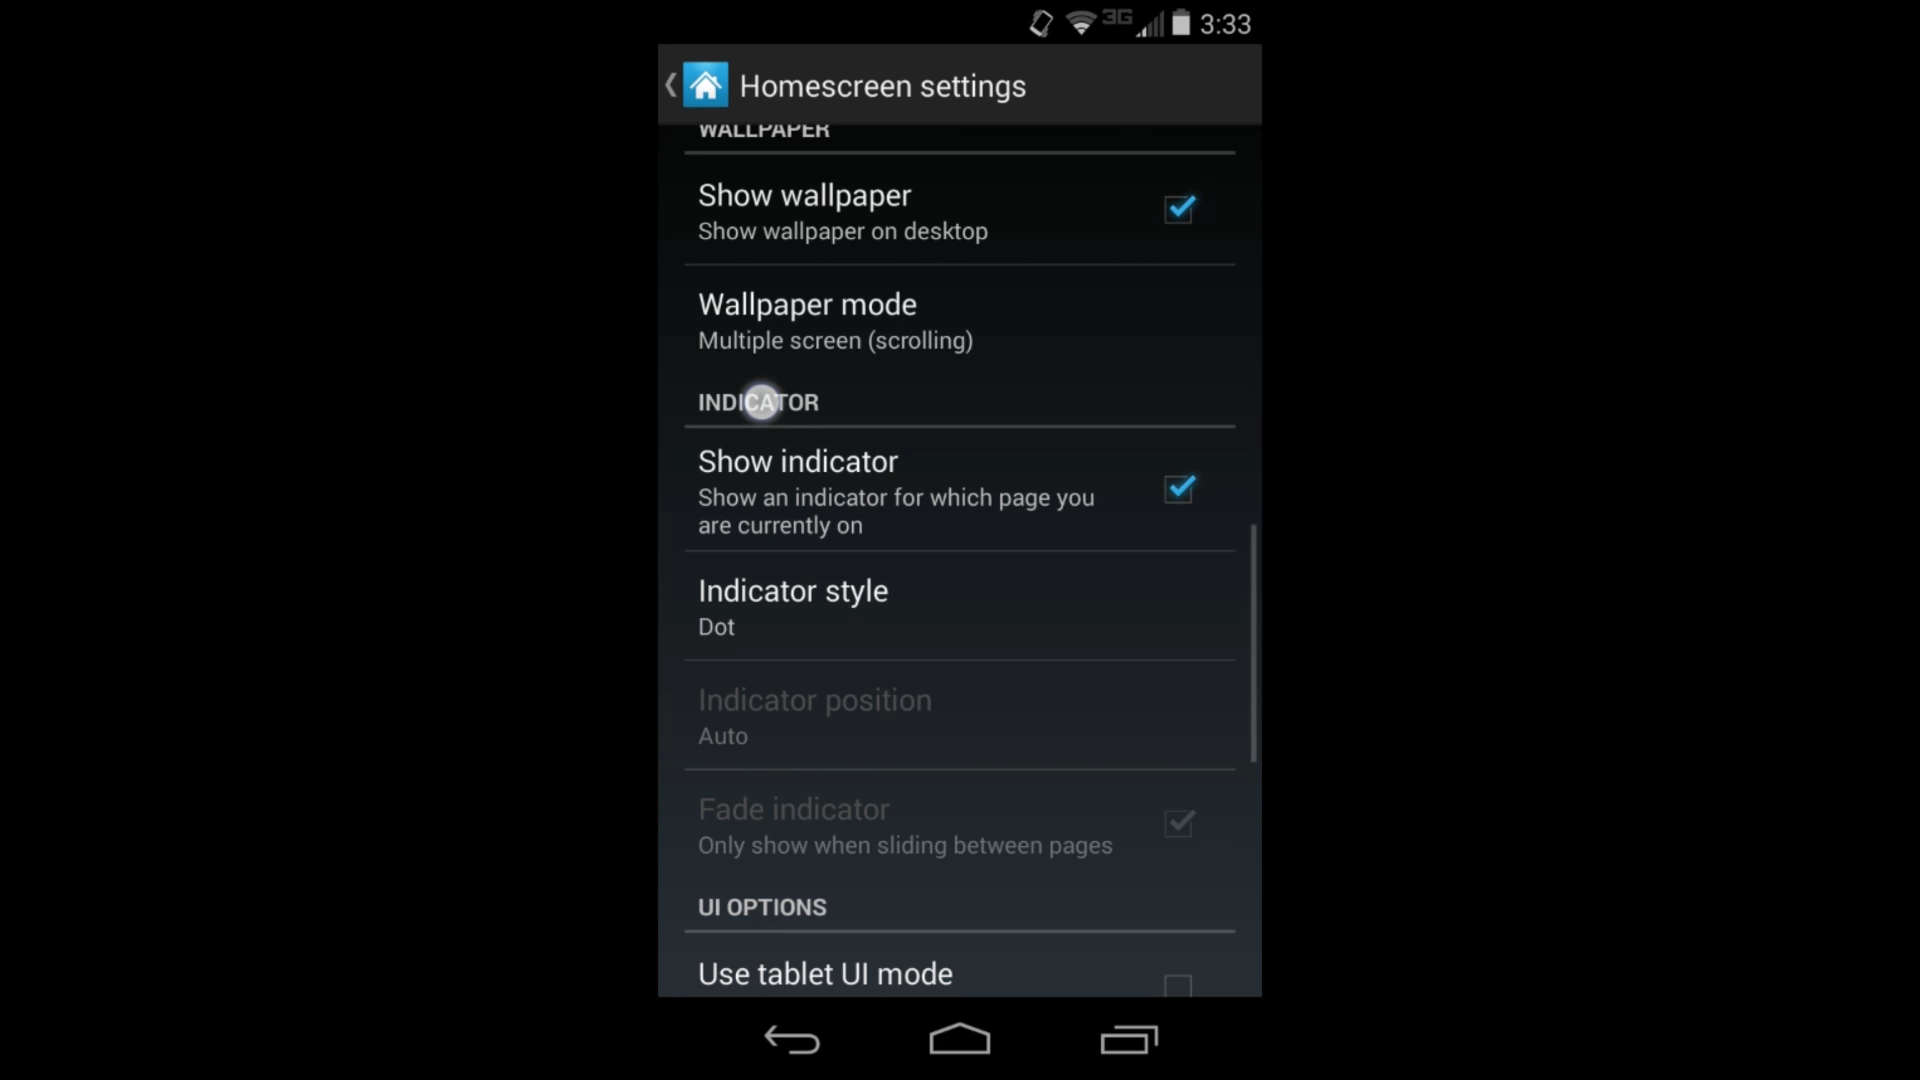 3G 3:33
Homescreen settings
WALLPAPER
Show wallpaper
Show wallpaper on desktop
Wallpaper mode
Multiple screen (scrolling)
INDICATOR
Show indicator
Show an indicator for which page you
are currently on
Indicator style
Dot
Indicator position
Auto
Fade indicator
Only show when sliding between pages
UI OPTIONS
Use tablet UI mode